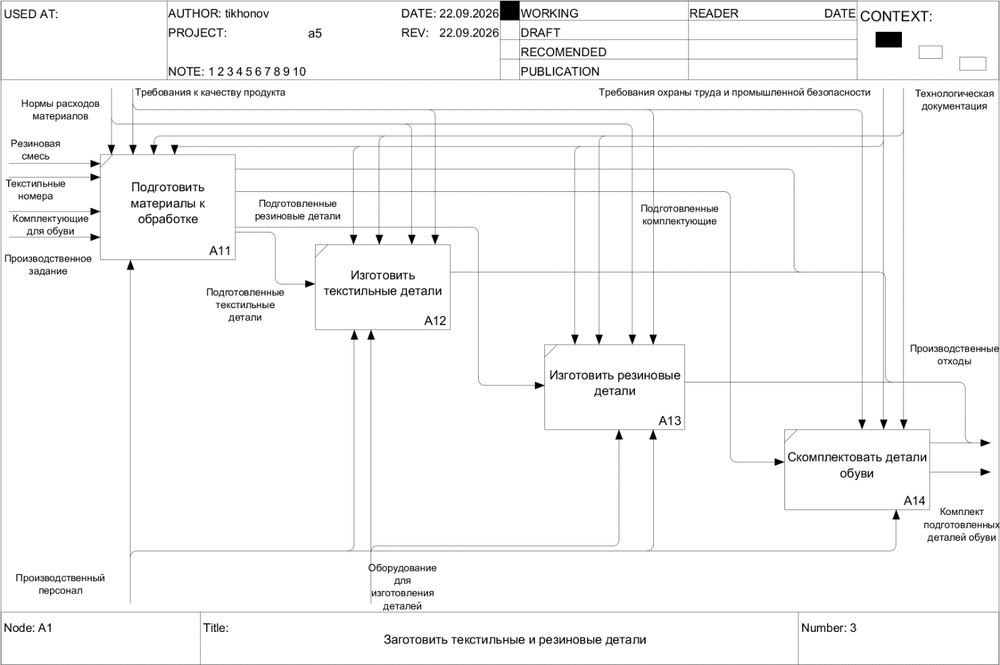 USED AT:
AUTHOR: tikhonov
DATE: 22.09.2026
WORKING
READER
DATE
CONTEXT:
PROJECT:
a5
REV: 22.09.2026
DRAFT
RECOMENDED
NOTE: 1 2 3 4 5 6 7 8 9 10
PUBLICATION
Требования к качеству продукта
Требования охраны труда и промышленной безопасности
Технологическая
документация
Нормы расходов
материалов
Резиновая
смесь
Текстильные
номера
Комплектующие
для обуви
Производственное
задание
Подготовить
материалы к
обработке
A11
Подготовленные
резиновые детали
Подготовленные
комплектующие
Подготовленные
текстильные
детали
Изготовить
текстильные детали
A12
Изготовить резиновые
детали
A13
Производственные
отходы
Скомплектовать детали
обуви
A14
Комплект
подготовленных
деталей обуви
Производственный
персонал
Оборудование
для
изготовления
деталей
Node: A1
Title:
Заготовить текстильные и резиновые детали
Number: 3